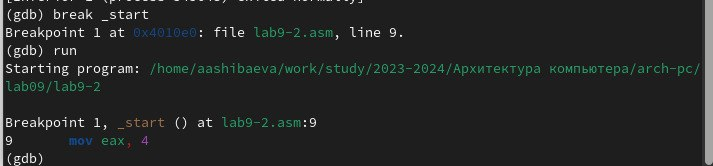 (gdb) break _start
Breakpoint 1 at 0x4010e0: file lab9-2.asm, line 9.
(gdb) run
Starting program: /home/aashibaeva/work/study/2023-2024/Архитектура компьютера/arch-pc/
lab09/lab9-2
Breakpoint 1, _start () at lab9-2.asm:9
9 mov eax, 4
(gdb)